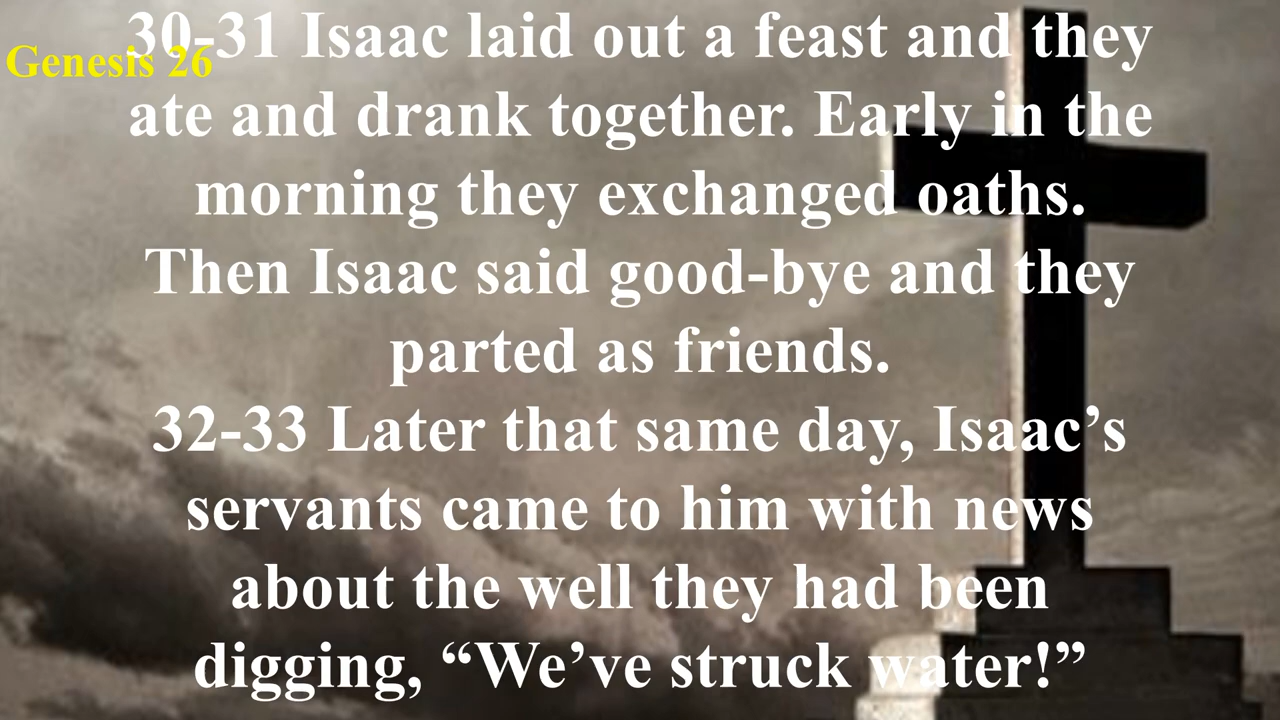 Genesis 26
30-31 Isaac laid out a feast and they
ate and drank together. Early in the
morning they exchanged oaths.
Then Isaac said good-bye and they
parted as friends.
32-33 Later that same day, Isaac’s
servants came to him with news
about the well they had been
digging, “We’ve struck water!”